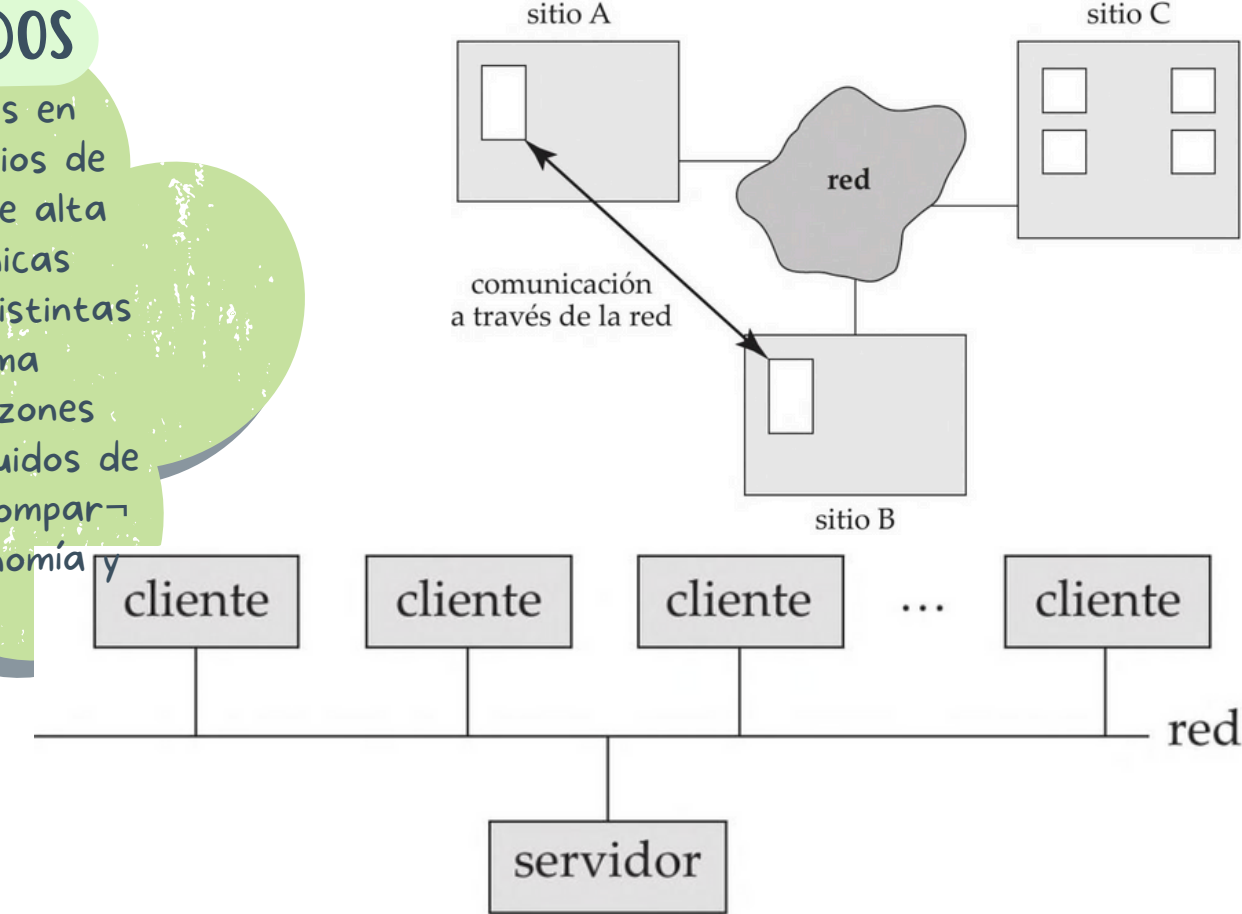 s en
ios de
e alta
icas
istintas
ma
zones
uidos de
ompar¬
omía y
sitio A
sitio C
red
comunicación
a través de la red
sitio B
cliente
cliente
cliente
...
cliente
red
servidor